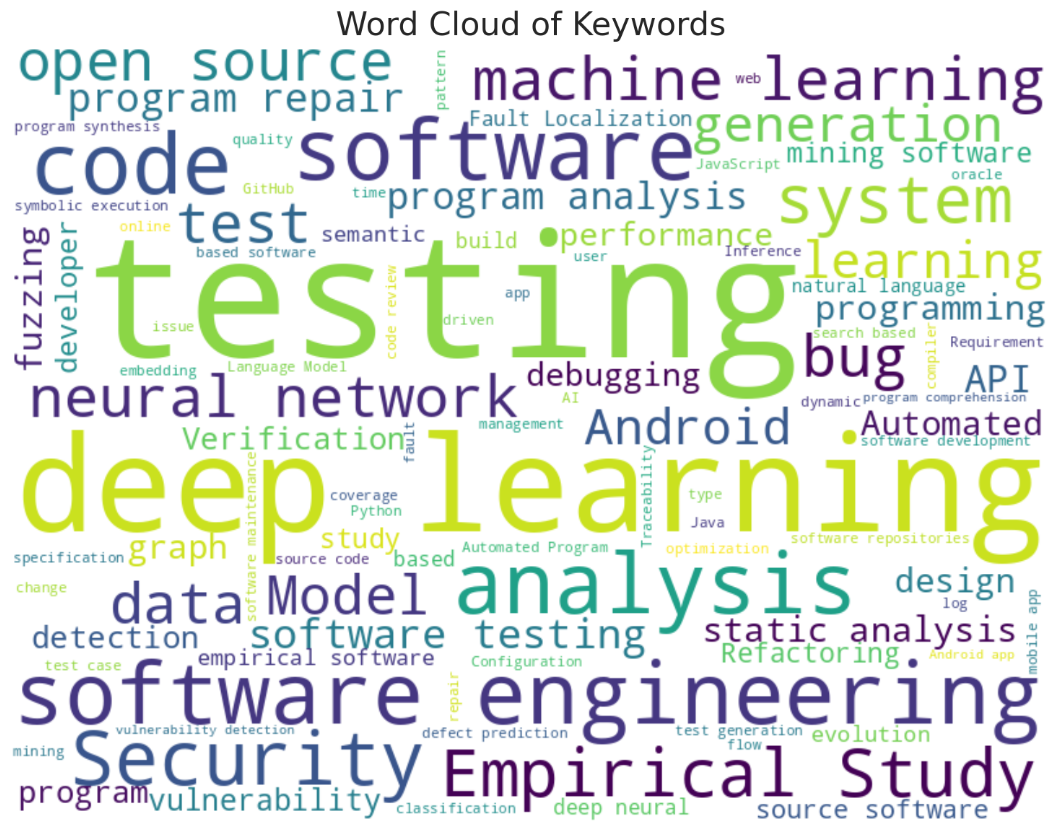 Word Cloud of Keywords
open source
pattern
machine learning
web
program repair
program synthesis
quality
software
Fault Localization
generation
code
JavaScript
mining software
GitHub
time
program analysis
oracle
system
symbolic execution
test
online
semantic
build
performance
fuzzing
developer
based software
user
Inference
learning
testing
code review
app
natural language
programming
issue
driven
search based
bug
compiler
Requirement
embedding
Language Model
debugging
API
neural network
AI
dynamic
program comprehension
management
Android
Automated
Verification
fault
software development
deep learning
software maintenance
coverage
Python
Traceability
type
Java
specification
graph
study
source code
based
Automated Program
optimization
software repositories
change
data
Model
analysis
design
log
mobile app
detection
software testing
static analysis
test case
empirical software
Configuration
Refactoring
Android app
software engineering
repair
vulnerability detection
defect prediction
test generation
evolution
mining
Security
flow
Empirical Study
program
vulnerability
classification
deep neural
source software